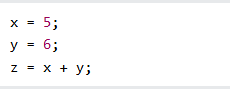 x = 5;
y = 6;
z = x + y;